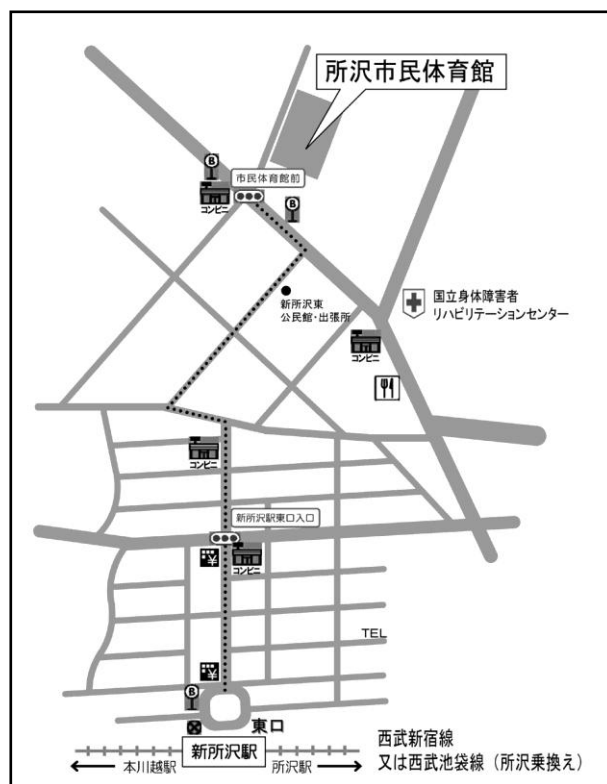 所沢市民体育館
B
市民体育館前
コンビニ
B
新所沢東
公民館・出張所
国立身体障害者
リハビリテーションセンター
コンビニ
コンビニ
新所沢駅東口入口
¥
コンビニ
TEL
¥
B
東口
新所沢駅
本川越駅
所沢駅
西武新宿線
又は西武池袋線（所沢乗換え）